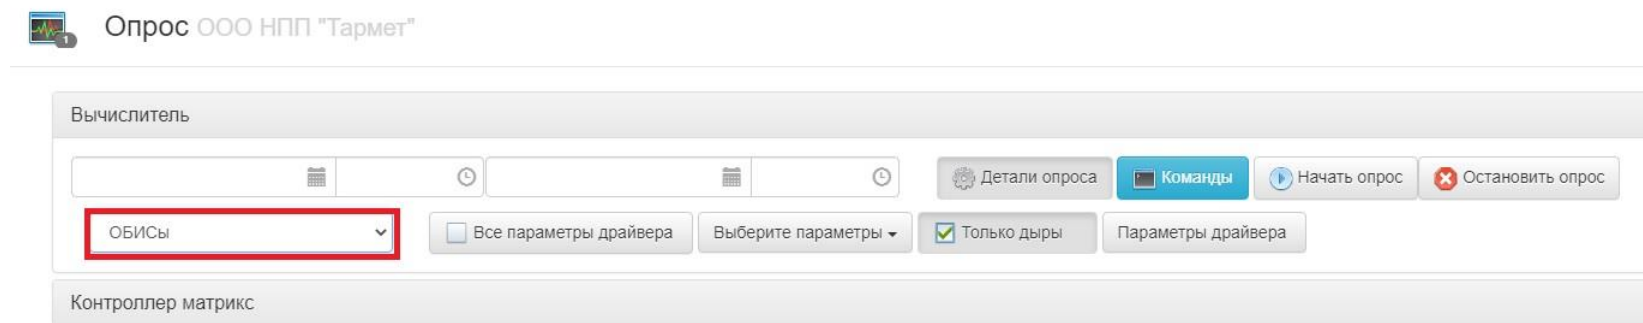 Опрос ООО НПП "Тармет"
1
Вычислитель
Детали опроса Команды Начать опрос Остановить опрос
ОБИСы Все параметры драйвера Выберите параметры Только дыры Параметры драйвера
Контроллер матрикс